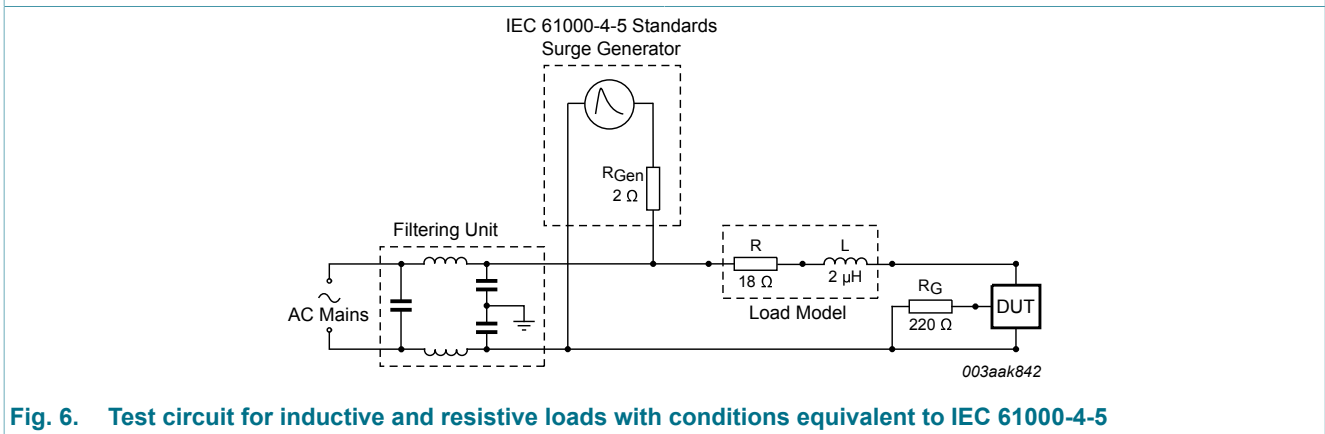 IEC 61000-4-5 Standards
Surge Generator
RGen
2 Ω
Filtering Unit
AC Mains
R
18 Ω
L
2 μH
Load Model
RG
220 Ω
DUT
003aak842
Fig. 6. Test circuit for inductive and resistive loads with conditions equivalent to IEC 61000-4-5